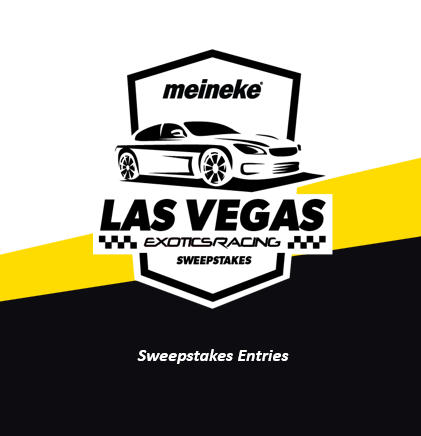 meineke®
LAS VEGAS
EXOTICSRACING
SWEEPSTAKES
Sweepstakes Entries